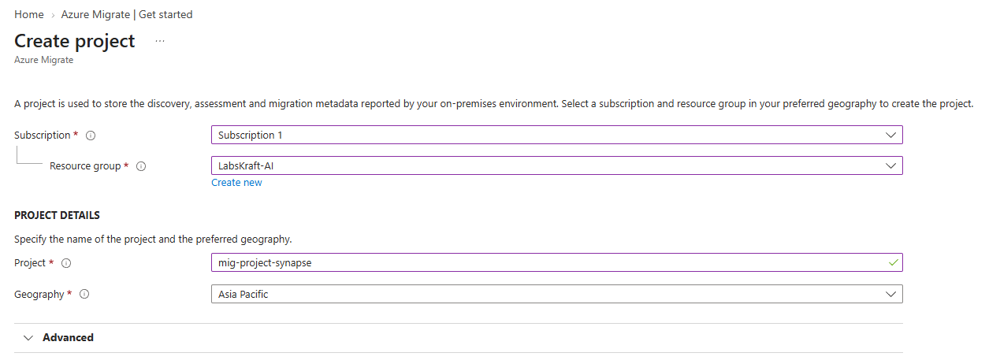 Home > Azure Migrate | Get started
Create project ...
Azure Migrate
A project is used to store the discovery, assessment and migration metadata reported by your on-premises environment. Select a subscription and resource group in your preferred geography to create the project.
Subscription * Subscription 1
Resource group * LabsKraft-AI
Create new
PROJECT DETAILS
Specify the name of the project and the preferred geography.
Project * mig-project-synapse
Geography * Asia Pacific
Advanced